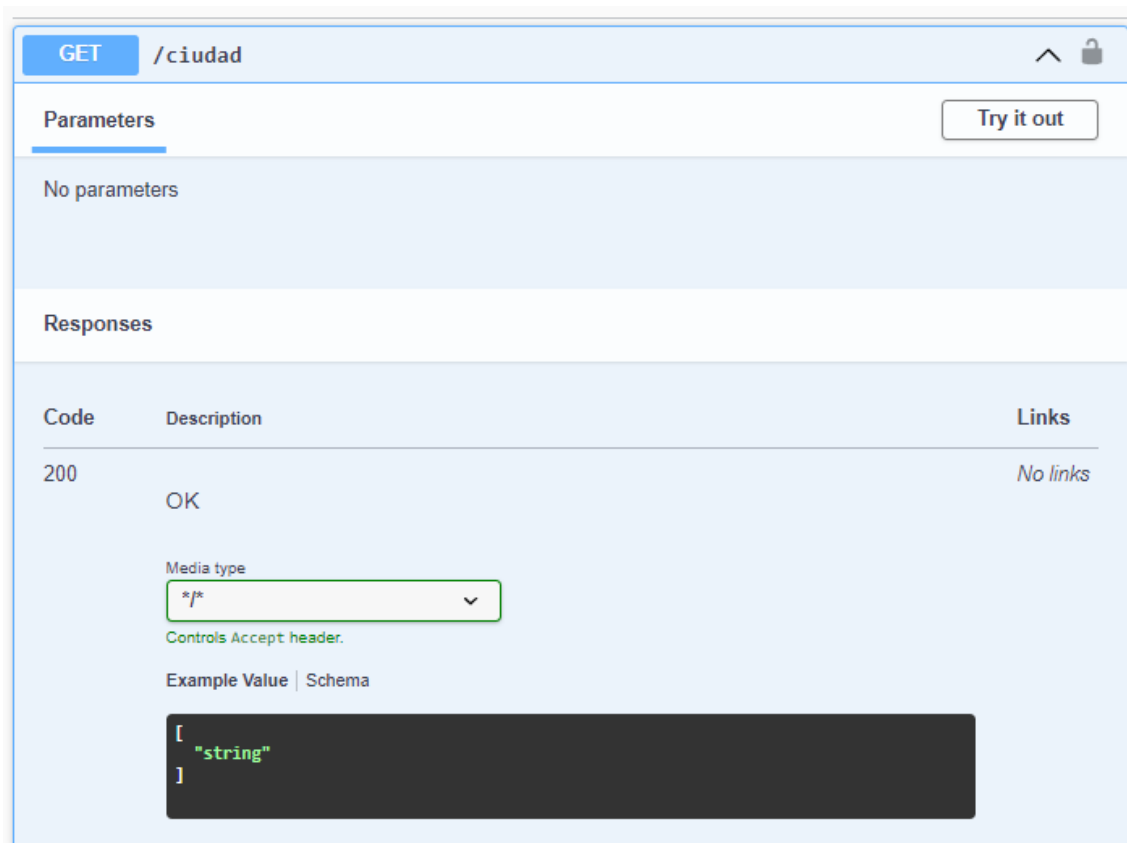 GET /ciudad
Parameters Try it out
No parameters
Responses
Code Description Links
200 No links
OK
Media type
*/*
Controls Accept header.
Example Value Schema
[
"string"
]